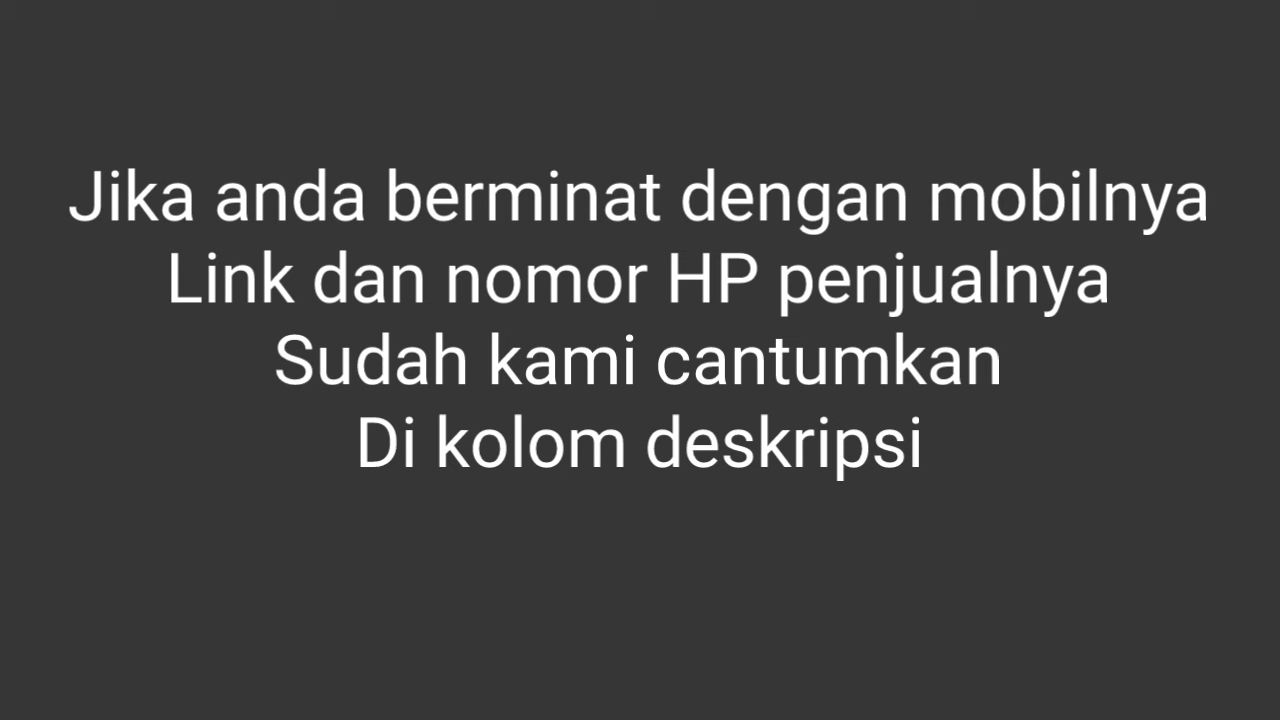 Jika anda berminat dengan mobilnya
Link dan nomor HP penjualnya
Sudah kami cantumkan
Di kolom deskripsi